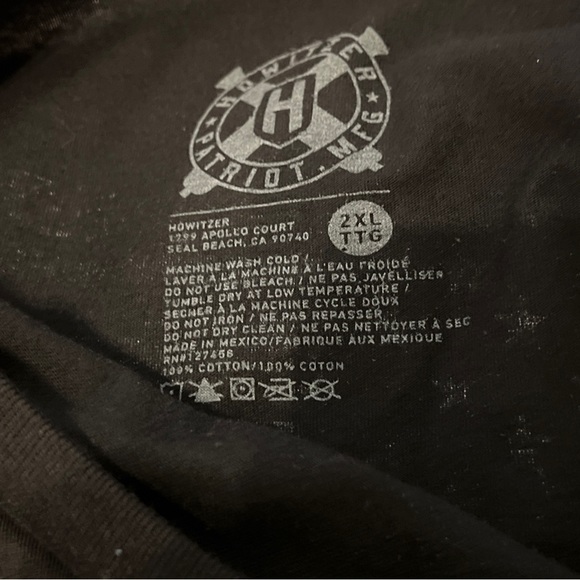 HOWITZER
H
★ PATRIOT - MFG ★
HOWITZER
1299 APOLLO COURT
SEAL BEACH, CA 90740
2XL
TTG
MACHINE WASH COLD /
LAVER À LA MACHINE À L'EAU FROIDE
DO NOT USE BLEACH / NE PAS JAVELLISER
TUMBLE DRY AT LOW TEMPERATURE /
SECHER À LA MACHINE CYCLE DOUX
DO NOT IRON / NE PAS REPASSER
DO NOT DRY CLEAN / NE PAS NETTOYER À SEC
MADE IN MEXICO/FABRIQUE AUX MEXIQUE
RN#127456
100% COTTON/100% COTON